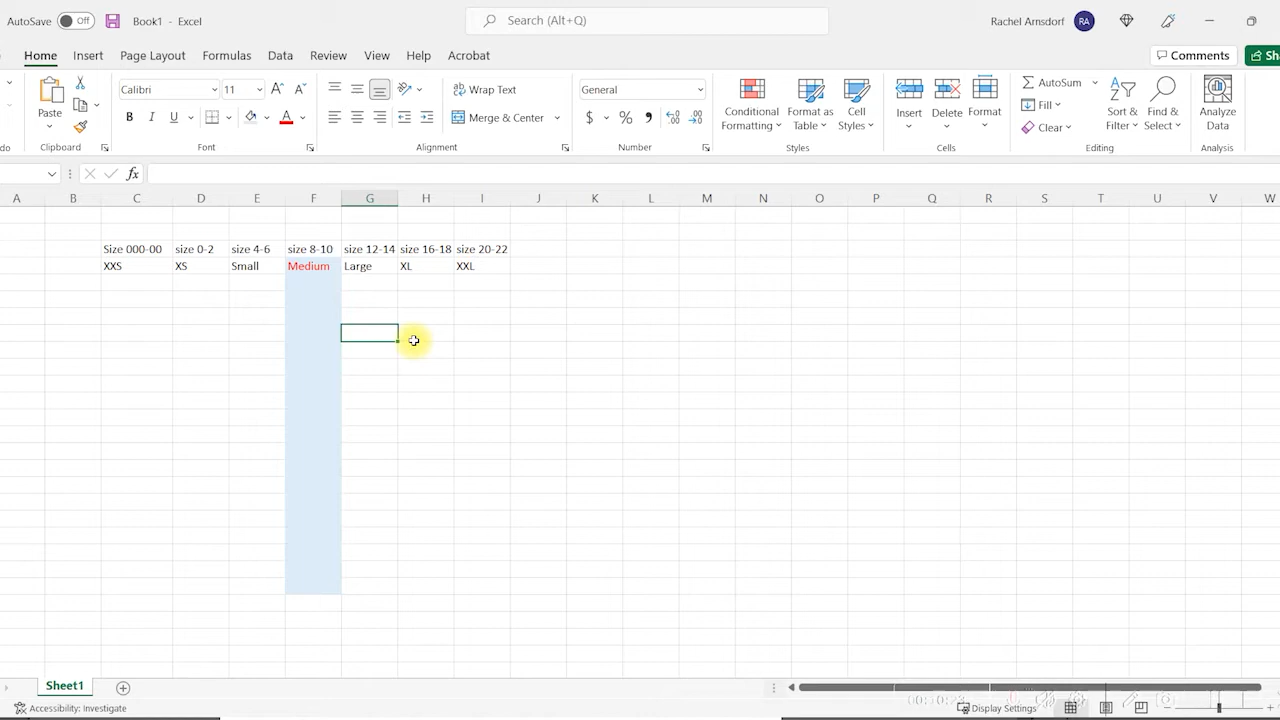 AutoSave Off Book1 - Excel Search (Alt+Q) Rachel Arnsdorf RA
Home Insert Page Layout Formulas Data Review View Help Acrobat Comments Sh
Calibri 11 A^ A˅ Wrap Text General AutoSum
Paste B I U A Merge & Center $ % , Conditional Formatting Format as Table Cell Styles Insert Delete Format Fill Clear Sort & Filter Find & Select Analyze Data
do Clipboard Font Alignment Number Styles Cells Editing Analysis
fx
A B C D E F G H I J K L M N O P Q R S T U V W
size 000-00 size 0-2 size 4-6 size 8-10 size 12-14 size 16-18 size 20-22
XXS XS Small Medium Large XL XXL
Sheet1
Accessibility: Investigate Display Settings